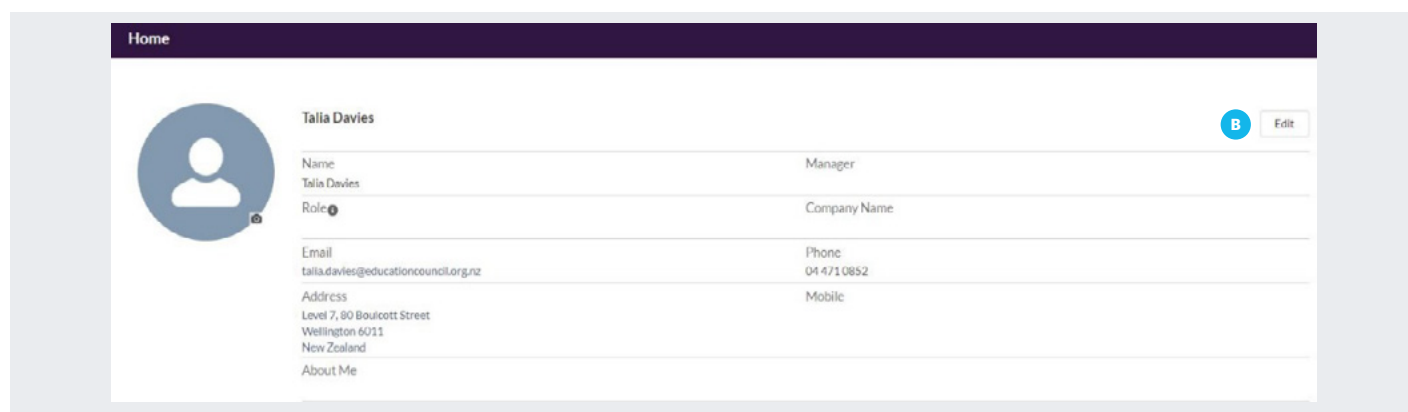 Home
Talia Davies
B
Edit
Name
Talia Davies
Manager
Role
Company Name
Email
talia.davies@educationcouncil.org.nz
Phone
04 471 0852
Address
Level 7, 80 Boulcott Street
Wellington 6011
New Zealand
Mobile
About Me